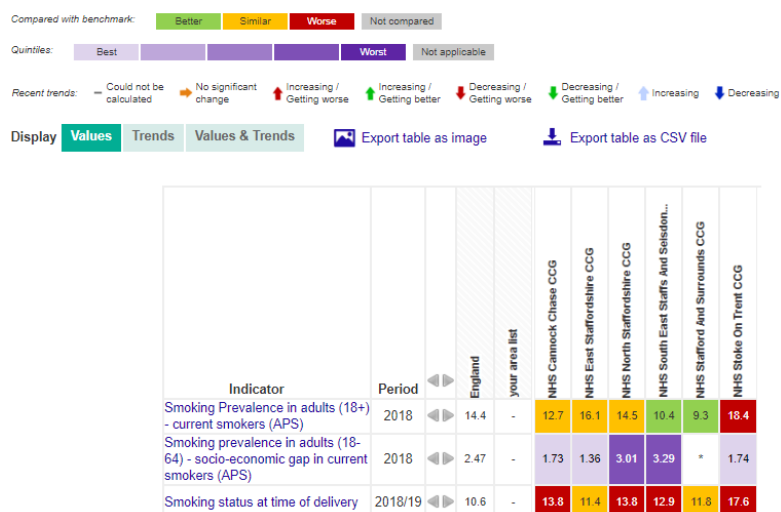 Compared with benchmark: Better Similar Worse Not compared
Quintiles: Best Worst Not applicable
Recent trends: – Could not be calculated No significant change Increasing / Getting worse Increasing / Getting better Decreasing / Getting worse Decreasing / Getting better Increasing Decreasing
Display Values Trends Values & Trends Export table as image Export table as CSV file
Indicator Period England your area list NHS Cannock Chase CCG NHS East Staffordshire CCG NHS North Staffordshire CCG NHS South East Staffs And Seisdon... NHS Stafford And Surrounds CCG NHS Stoke On Trent CCG
Smoking Prevalence in adults (18+)
- current smokers (APS) 2018 14.4 - 12.7 16.1 14.5 10.4 9.3 18.4
Smoking prevalence in adults (18-
64) - socio-economic gap in current 2018 2.47 - 1.73 1.36 3.01 3.29 * 1.74
smokers (APS)
Smoking status at time of delivery 2018/19 10.6 - 13.8 11.4 13.8 12.9 11.8 17.6